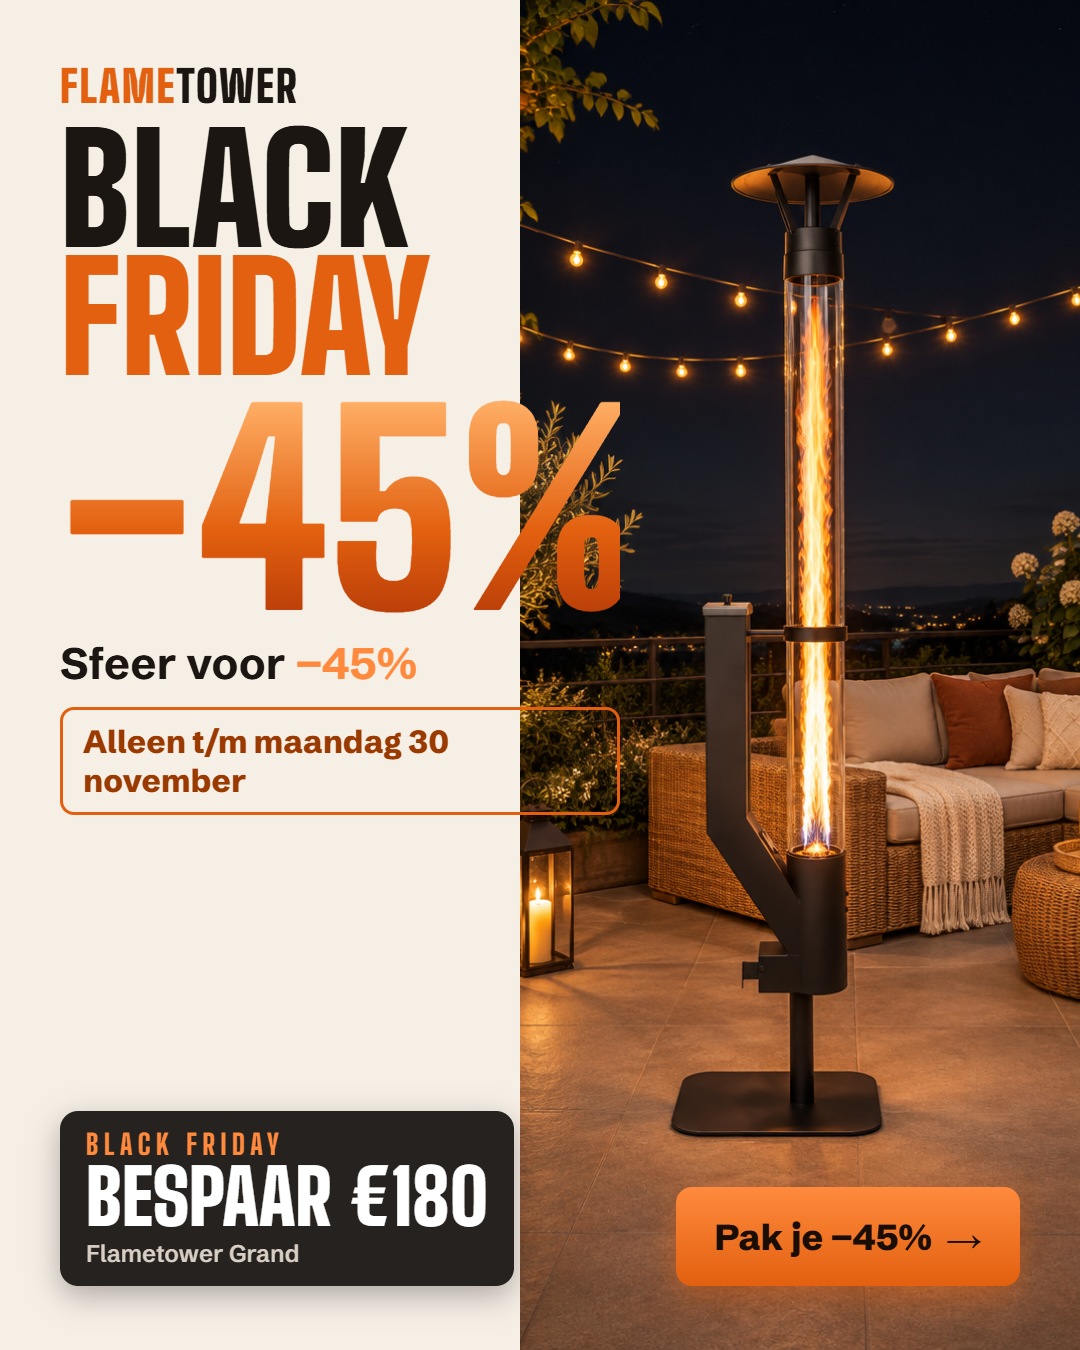 FLAMETOWER
BLACK
FRIDAY
−45%
Sfeer voor −45%
Alleen t/m maandag 30
november
BLACK FRIDAY
BESPAAR €180
Flametower Grand
Pak je −45% →